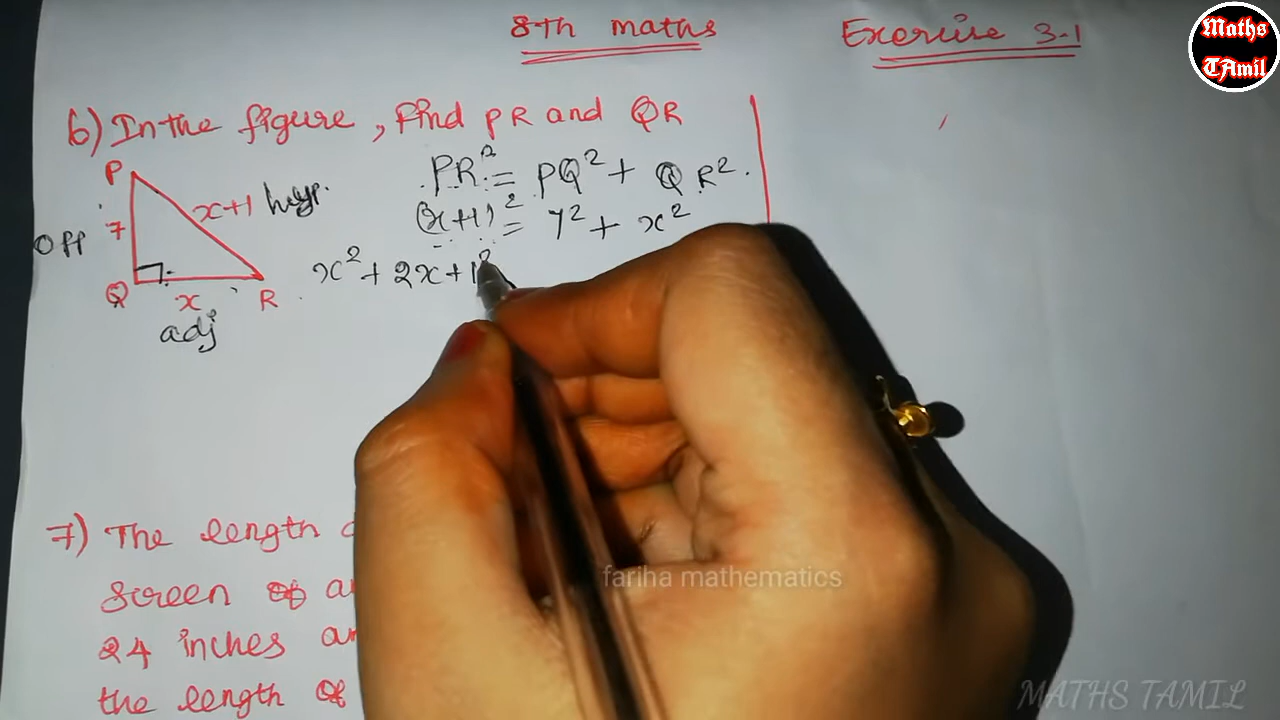 8th maths
Exercise 3.1
Maths
TAmil
6) In the figure, Find PR and QR
P
7
x+1 hyp.
opp
Q
x
R
adj
PR² = PQ² + QR².
(x+1)² = 7² + x²
x² + 2x + 1²
7) The length
Screen of
24 inches
the length of
fariha mathematics
MATHS TAMIL